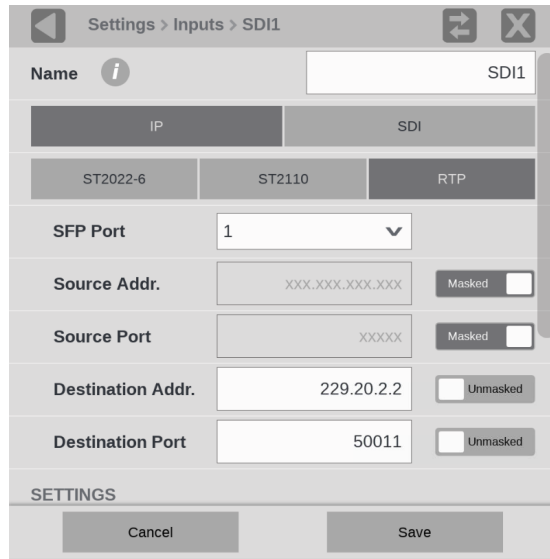 Settings > Inputs > SDI1
X
Name i SDI1
IP SDI
ST2022-6 ST2110 RTP
SFP Port 1
Source Addr. xxx.xxx.xxx.xxx Masked
Source Port xxxxx Masked
Destination Addr. 229.20.2.2 Unmasked
Destination Port 50011 Unmasked
SETTINGS
Cancel Save